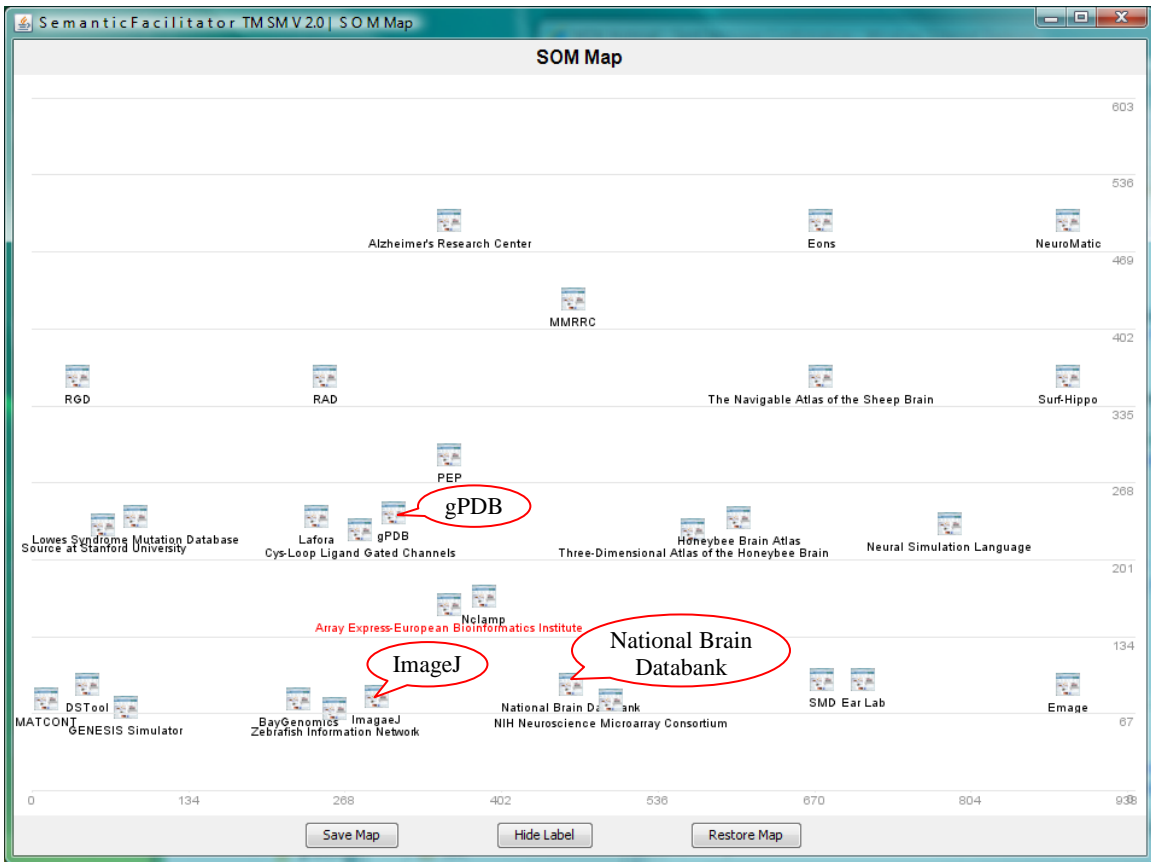 SemanticFacilitator TM SM V 2.0 | S O M Map
SOM Map
603
536
Alzheimer's Research Center
Eons
NeuroMatic
469
MMRRC
402
RGD
RAD
The Navigable Atlas of the Sheep Brain
Surf-Hippo
335
PEP
268
gPDB
Lowes Syndrome Mutation Database
Source at Stanford University
Lafora
gPDB
Cys-Loop Ligand Gated Channels
Honeybee Brain Atlas
Three-Dimensional Atlas of the Honeybee Brain
Neural Simulation Language
201
Nclamp
Array Express-European Bioinformatics Institute
134
ImageJ
National Brain
Databank
MATCONT
DSTool
GENESIS Simulator
BayGenomics
ImagaeJ
Zebrafish Information Network
National Brain Databank
NIH Neuroscience Microarray Consortium
SMD
Ear Lab
Emage
67
0
134
268
402
536
670
804
938
0
Save Map
Hide Label
Restore Map